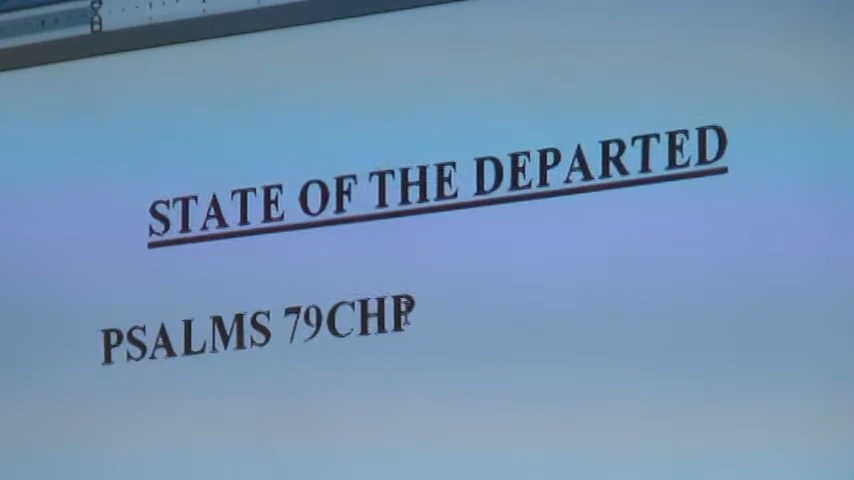 STATE OF THE DEPARTED
PSALMS 79CHP